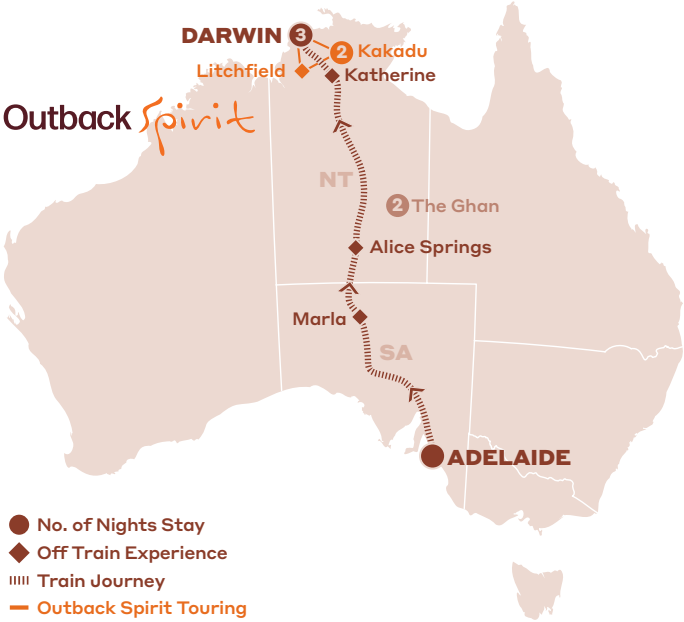 DARWIN 3
2 Kakadu
Litchfield
Katherine
Outback Spirit
NT
2 The Ghan
Alice Springs
Marla
SA
ADELAIDE
No. of Nights Stay
Off Train Experience
Train Journey
Outback Spirit Touring